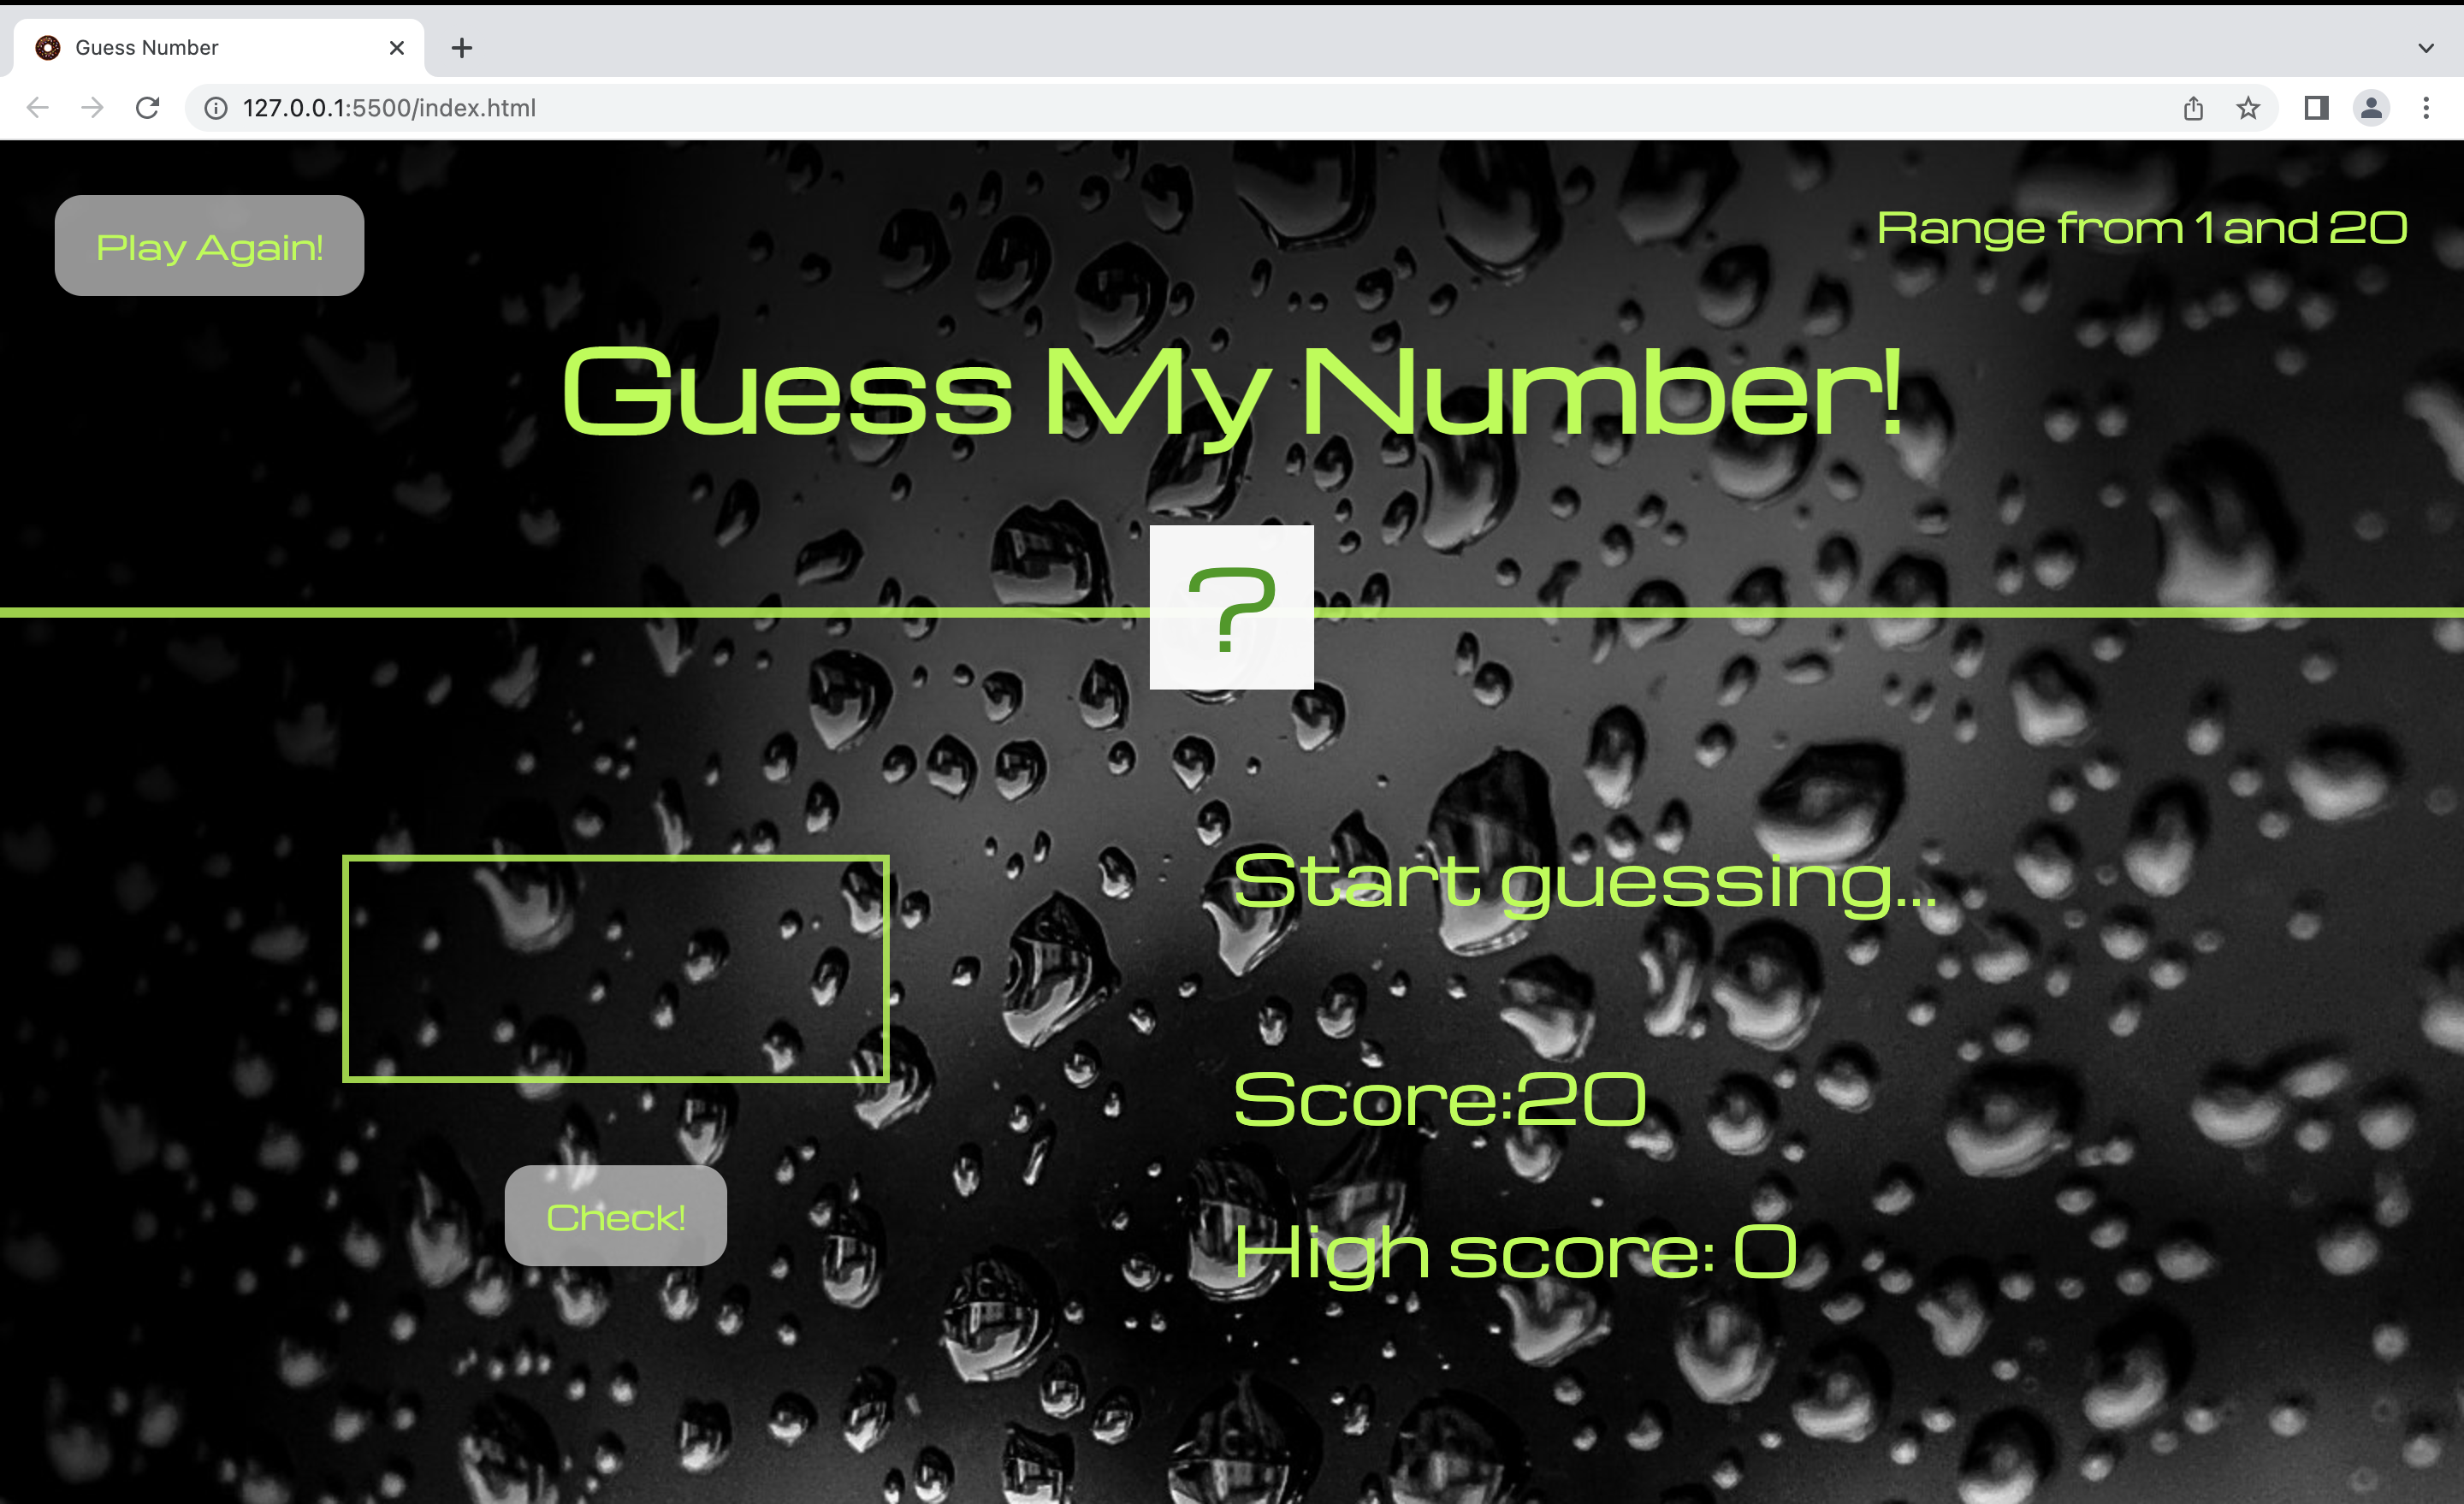 Guess Number
127.0.0.1:5500/index.html
Play Again!
Range from 1 and 20
Guess My Number!
?
Start guessing...
Score:20
Check!
High score: 0